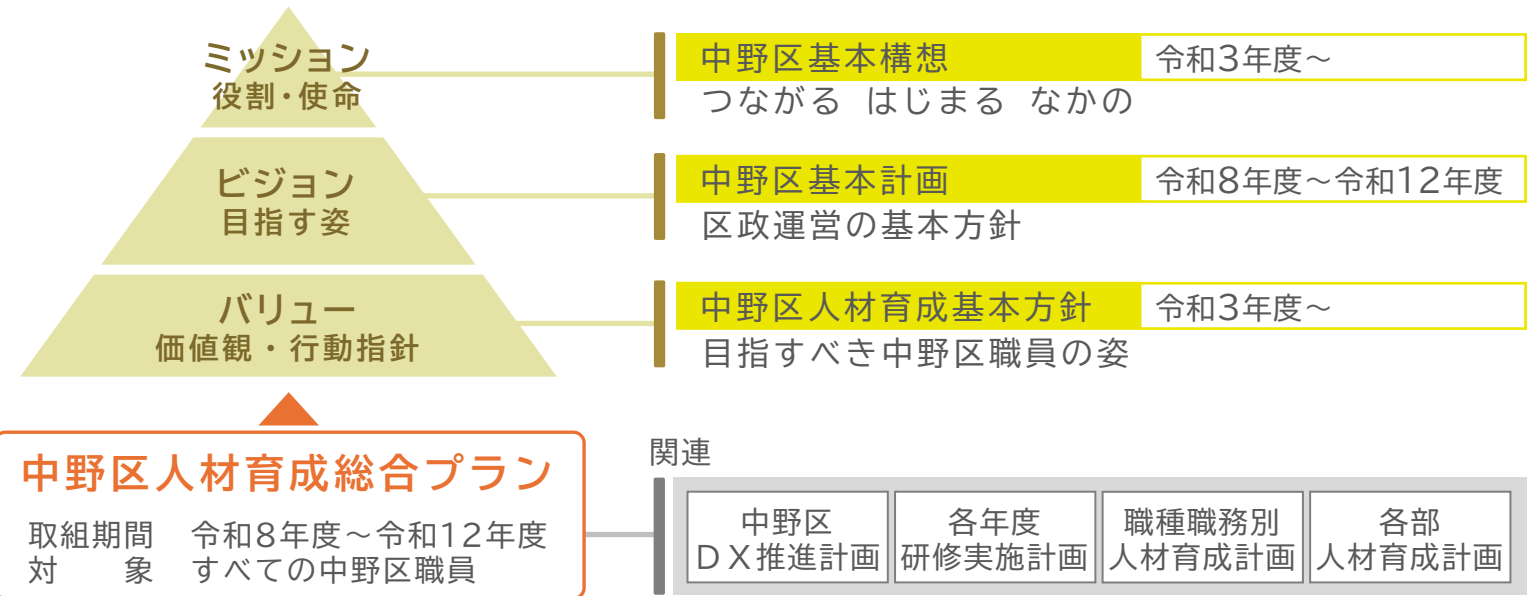 ミッション
役割・使命
中野区基本構想 令和3年度～
つながる はじまる なかの
ビジョン
目指す姿
中野区基本計画 令和8年度～令和12年度
区政運営の基本方針
バリュー
価値観・行動指針
中野区人材育成基本方針 令和3年度～
目指すべき中野区職員の姿
中野区人材育成総合プラン
取組期間 令和8年度～令和12年度
対 象 すべての中野区職員
関連
中野区
DX推進計画
各年度
研修実施計画
職種職務別
人材育成計画
各部
人材育成計画